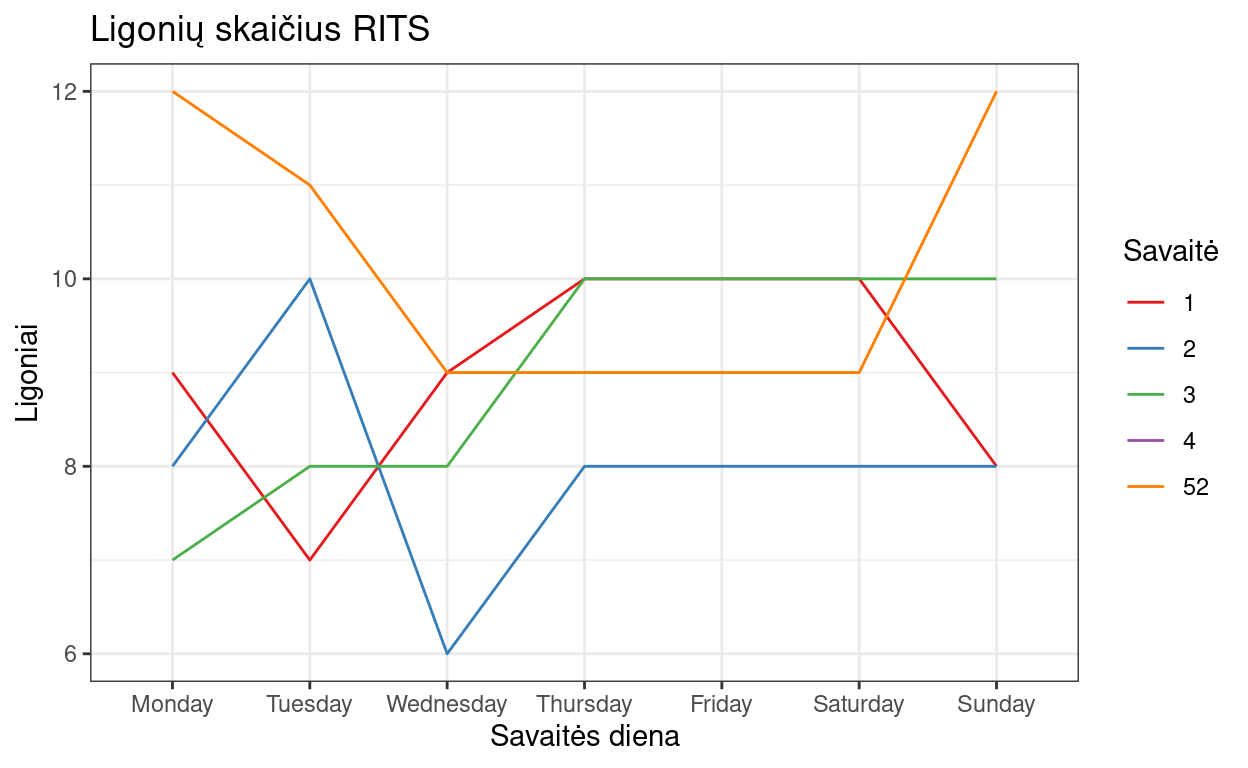 Ligonių skaičius RITS
12
10
8
6
Ligoniai
Monday Tuesday Wednesday Thursday Friday Saturday Sunday
Savaitės diena
Savaitė
1
2
3
4
52